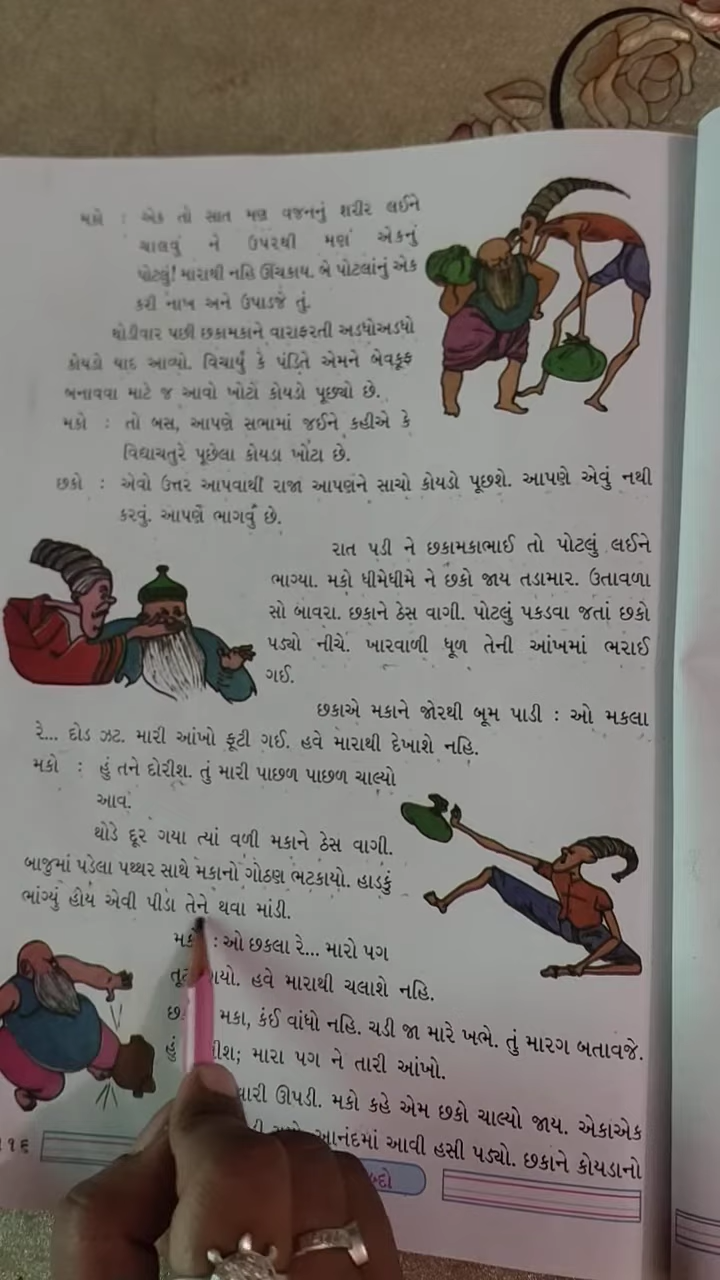 મકો : એક તો સાત મણ વજનનું શરીર લઈને
ચાલવું ને ઉપરથી મણ એકનું
પોટલું! મારાથી નહિ ઊંચકાય. બે પોટલાંનું એક
કરી નાખ અને ઉપાડજે તું.
થોડીવાર પછી છકામકાને વારાફરતી અડધોઅડધો
કોયડો યાદ આવ્યો. વિચાર્યું કે પંડિતે એમને બેવકૂફ
બનાવવા માટે જ આવો ખોટો કોયડો પૂછ્યો છે.
મકો : તો બસ, આપણે સભામાં જઈને કહીએ કે
વિદ્યાચતુરે પૂછેલા કોયડા ખોટા છે.
છકો : એવો ઉત્તર આપવાથી રાજા આપણને સાચો કોયડો પૂછશે. આપણે એવું નથી
કરવું. આપણે ભાગવું છે.
રાત પડી ને છકામકાભાઈ તો પોટલું લઈને
ભાગ્યા. મકો ધીમેધીમે ને છકો જાય તડામાર. ઉતાવળા
સો બાવરા. છકાને ઠેસ વાગી. પોટલું પકડવા જતાં છકો
પડ્યો નીચે. ખારવાળી ધૂળ તેની આંખમાં ભરાઈ
ગઈ.
છકાએ મકાને જોરથી બૂમ પાડી : ઓ મકલા
રે... દોડ ઝટ. મારી આંખો ફૂટી ગઈ. હવે મારાથી દેખાશે નહિ.
મકો : હું તને દોરીશ. તું મારી પાછળ પાછળ ચાલ્યો
આવ.
થોડે દૂર ગયા ત્યાં વળી મકાને ઠેસ વાગી.
બાજુમાં પડેલા પથ્થર સાથે મકાનો ગોઠણ ભટકાયો. હાડકું
ભાંગ્યું હોય એવી પીડા તેને થવા માંડી.
: ઓ છકલા રે... મારો પગ
હવે મારાથી ચલાશે નહિ.
મકા, કંઈ વાંધો નહિ. ચડી જા મારે ખભે. તું મારગ બતાવજે.
હું મારા પગ ને તારી આંખો.
ઊપડી. મકો કહે એમ છકો ચાલ્યો જાય. એકાએક
આનંદમાં આવી હસી પડ્યો. છકાને કોયડાનો
૧૬